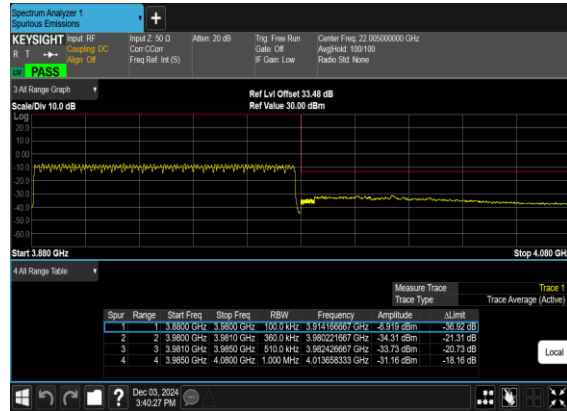 Spectrum Analyzer 1
Spurious Emissions
+
KEYSIGHT Input: RF Input Z: 50 Ω Atten: 20 dB Trig: Free Run Center Freq: 22.005000000 GHz
R T Coupling: DC Corr CCorr Gate: Off Avg|Hold: 100/100
Align: Off Freq Ref: Int (S) IF Gain: Low Radio Std: None
PASS
3 All Range Graph Ref Lvl Offset 33.48 dB
Scale/Div 10.0 dB Ref Value 30.00 dBm
Log
20.0
10.0
0.00
-10.0
-20.0
-30.0
-40.0
-50.0
-60.0
Start 3.880 GHz Stop 4.080 GHz
4 All Range Table
Measure Trace Trace 1
Trace Type Trace Average (Active)
Spur Range Start Freq Stop Freq RBW Frequency Amplitude ΔLimit
1 1 3.8800 GHz 3.9800 GHz 100.0 kHz 3.914166667 GHz -6.919 dBm -36.92 dB
2 2 3.9800 GHz 3.9810 GHz 360.0 kHz 3.980221667 GHz -34.31 dBm -21.31 dB
3 3 3.9810 GHz 3.9850 GHz 510.0 kHz 3.982426667 GHz -33.73 dBm -20.73 dB
4 4 3.9850 GHz 4.0800 GHz 1.000 MHz 4.013658333 GHz -31.16 dBm -18.16 dB
Local
? Dec 03, 2024
3:40:27 PM